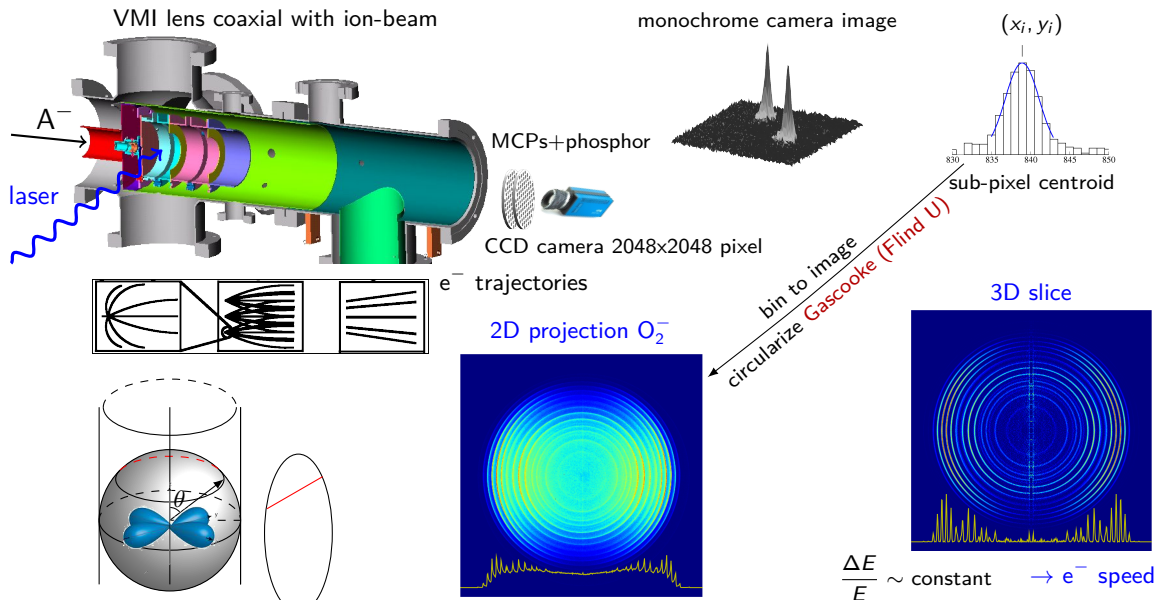 VMI lens coaxial with ion-beam
monochrome camera image
(x_i, y_i)
A⁻
MCPs+phosphor
830 835 840 845 850
sub-pixel centroid
laser
CCD camera 2048x2048 pixel
e⁻ trajectories
bin to image
circularize Gascooke (Flind U)
2D projection O₂⁻
3D slice
θ
ΔE
E
∼ constant
→ e⁻ speed